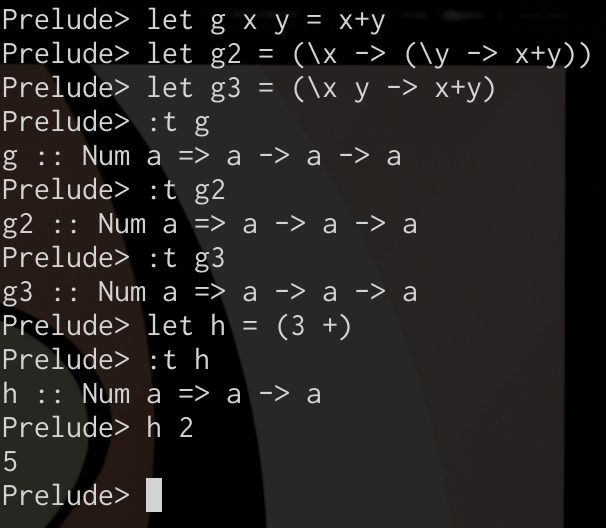 Prelude> let g x y = x+y
Prelude> let g2 = (\x -> (\y -> x+y))
Prelude> let g3 = (\x y -> x+y)
Prelude> :t g
g :: Num a => a -> a -> a
Prelude> :t g2
g2 :: Num a => a -> a -> a
Prelude> :t g3
g3 :: Num a => a -> a -> a
Prelude> let h = (3 +)
Prelude> :t h
h :: Num a => a -> a
Prelude> h 2
5
Prelude>